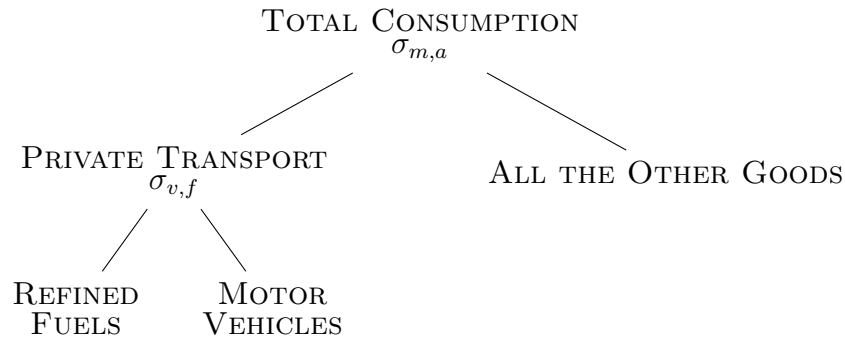 Total Consumption
σm,a
Private Transport
σv,f
All the Other Goods
Refined
Fuels
Motor
Vehicles